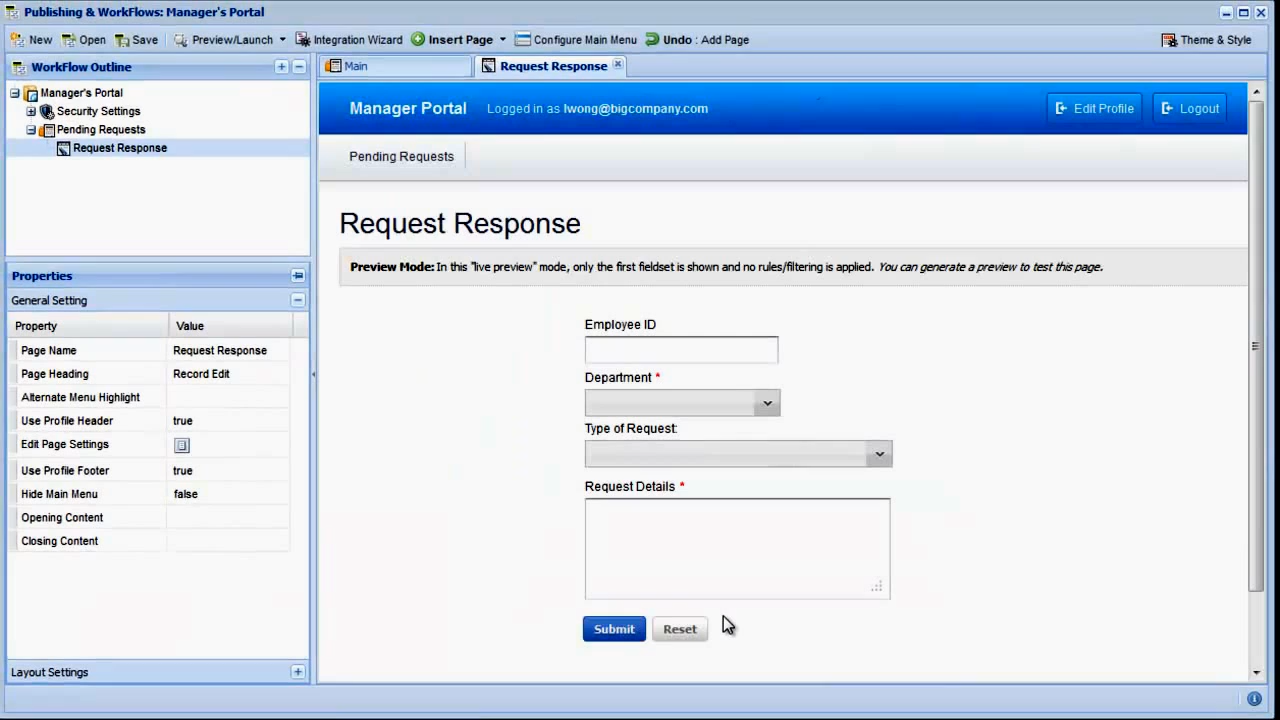 Publishing & WorkFlows: Manager's Portal
New Open Save Preview/Launch Integration Wizard Insert Page Configure Main Menu Undo : Add Page Theme & Style
WorkFlow Outline
Manager's Portal
Security Settings
Pending Requests
Request Response
Properties
General Setting
Property Value
Page Name Request Response
Page Heading Record Edit
Alternate Menu Highlight
Use Profile Header true
Edit Page Settings
Use Profile Footer true
Hide Main Menu false
Opening Content
Closing Content
Layout Settings
Main Request Response
Manager Portal Logged in as lwong@bigcompany.com Edit Profile Logout
Pending Requests
Request Response
Preview Mode: In this "live preview" mode, only the first fieldset is shown and no rules/filtering is applied. You can generate a preview to test this page.
Employee ID
Department *
Type of Request:
Request Details *
Submit Reset